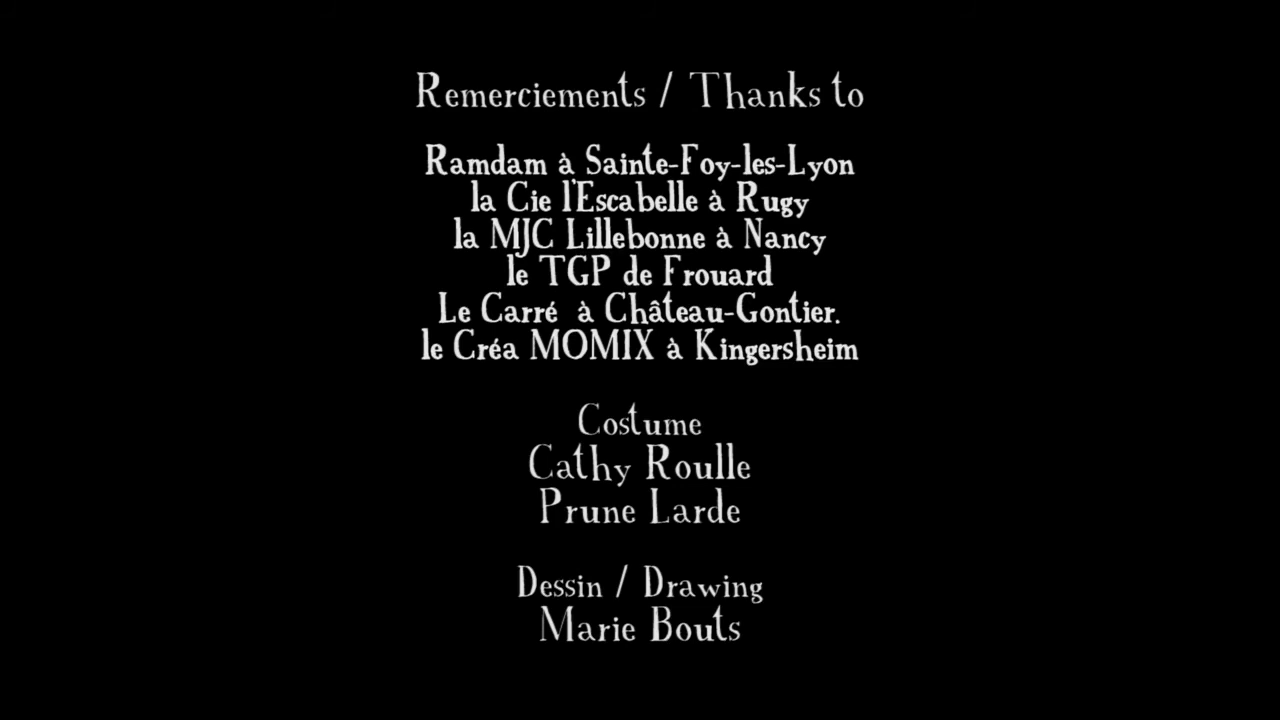 Remerciements / Thanks to
Ramdam à Sainte-Foy-les-Lyon
la Cie l'Escabelle à Rugy
la MJC Lillebonne à Nancy
le TGP de Frouard
Le Carré à Château-Gontier.
le Créa MOMIX à Kingersheim
Costume
Cathy Roulle
Prune Larde
Dessin / Drawing
Marie Bouts